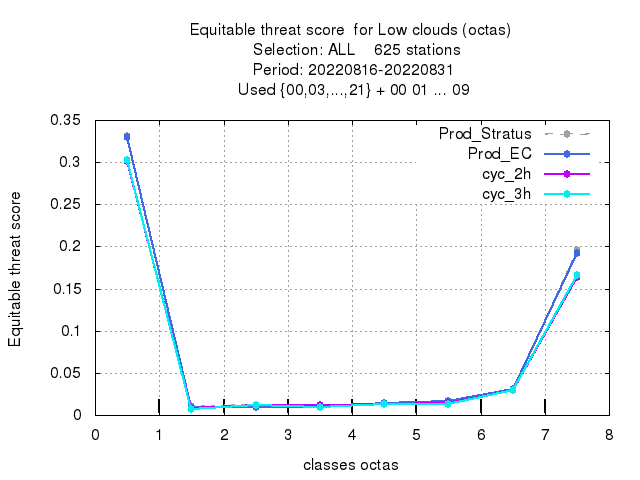 Equitable threat score  for Low clouds (octas)
Selection: ALL    625 stations
Period: 20220816-20220831
Used {00,03,...,21} + 00 01 ... 09
Prod_Stratus
Prod_EC
cyc_2h
cyc_3h
Equitable threat score
0.35
0.3
0.25
0.2
0.15
0.1
0.05
0
0 1 2 3 4 5 6 7 8
classes octas